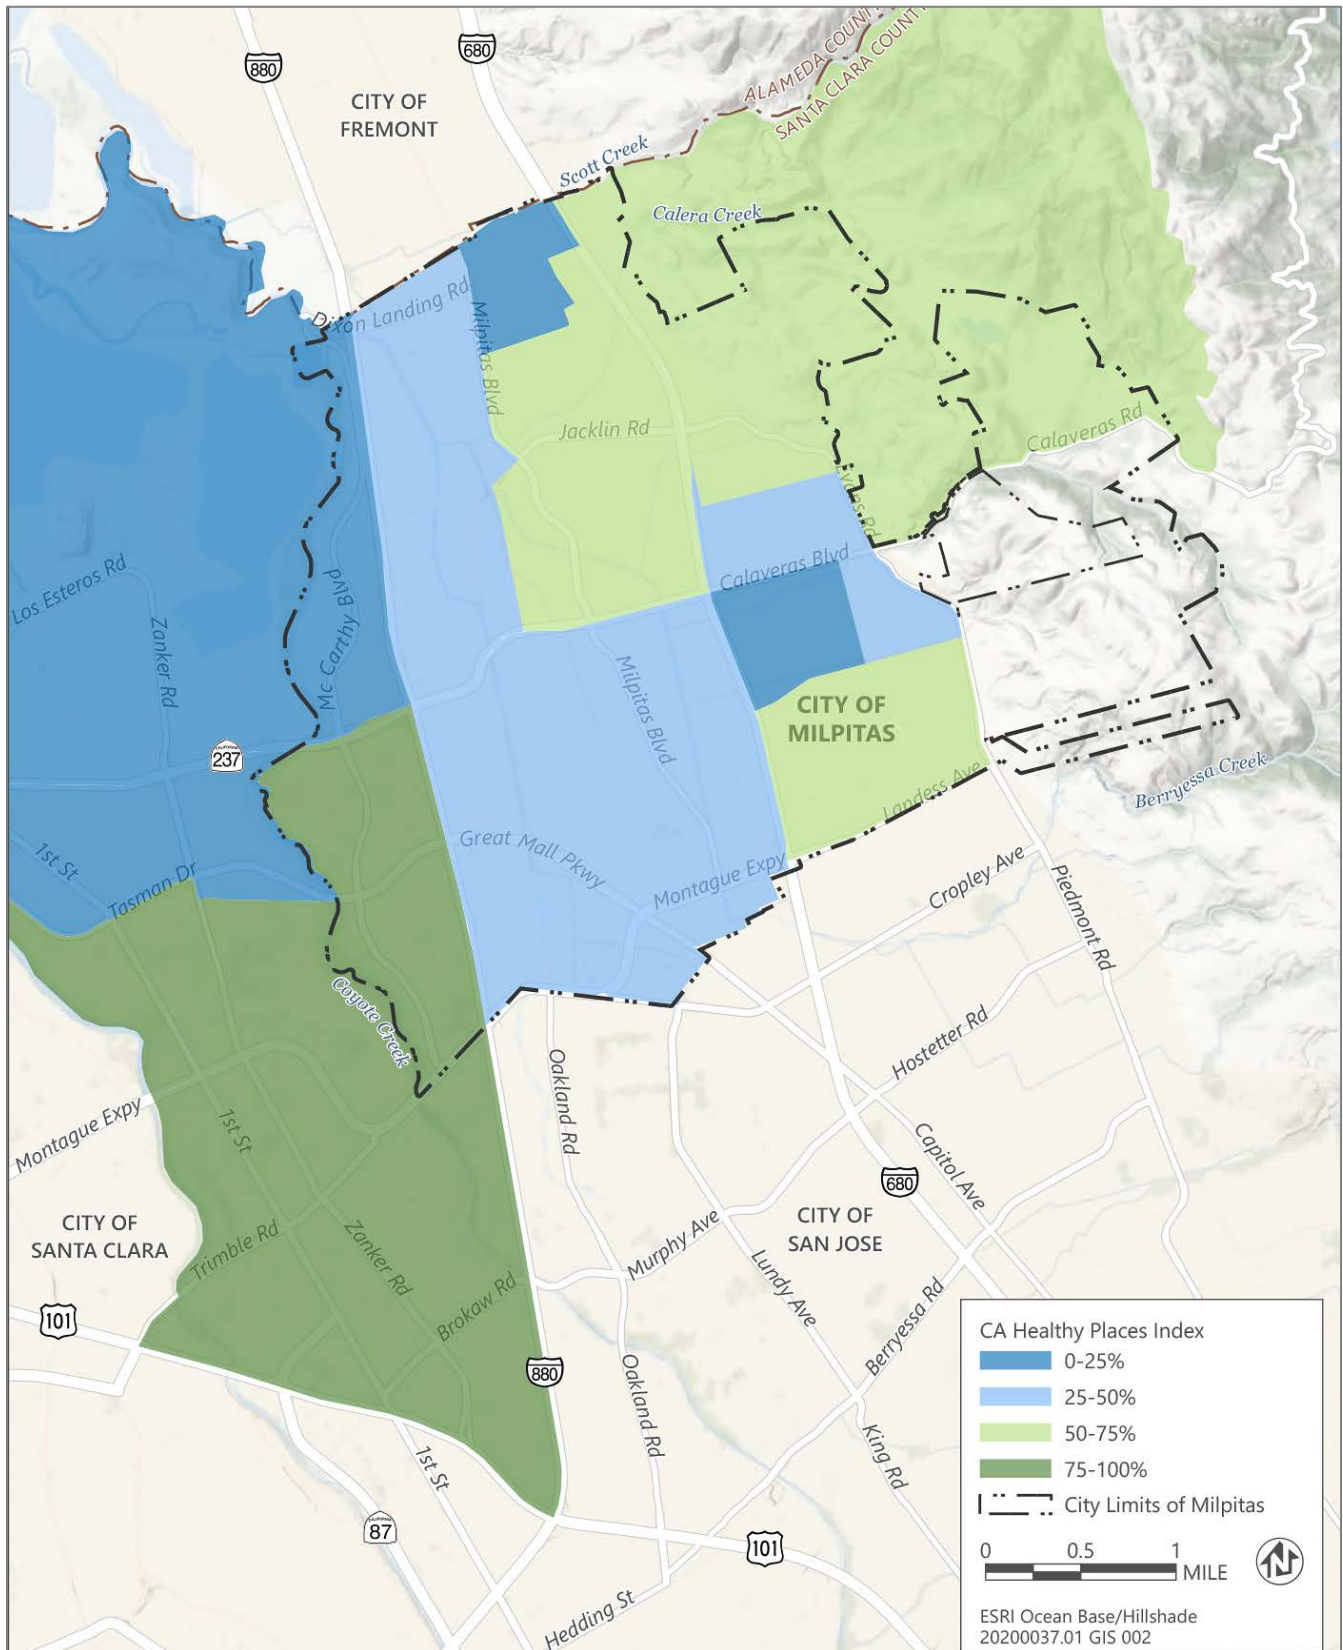 880
680
CITY OF
FREMONT
ALAMEDA COUNTY
SANTA CLARA COUNTY
Scott Creek
Calera Creek
Dixon Landing Rd
Milpitas Blvd
Jacklin Rd
Calaveras Rd
Evans Rd
Los Esteros Rd
Calaveras Blvd
Mc Carthy Blvd
Zanker Rd
Milpitas Blvd
CITY OF
MILPITAS
CALIFORNIA
237
Landess Ave
Berryessa Creek
1st St
Great Mall Pkwy
Tasman Dr
Montague Expy
Cropley Ave
Piedmont Rd
Coyote Creek
Hostetter Rd
Oakland Rd
Montague Expy
1st St
Capitol Ave
680
CITY OF
SANTA CLARA
Trimble Rd
Zanker Rd
Murphy Ave
CITY OF
SAN JOSE
Lundy Ave
101
Brokaw Rd
Berryessa Rd
880
Oakland Rd
King Rd
1st St
CALIFORNIA
87
101
Hedding St
CA Healthy Places Index
0-25%
25-50%
50-75%
75-100%
City Limits of Milpitas
0 0.5 1
MILE
N
ESRI Ocean Base/Hillshade
20200037.01 GIS 002